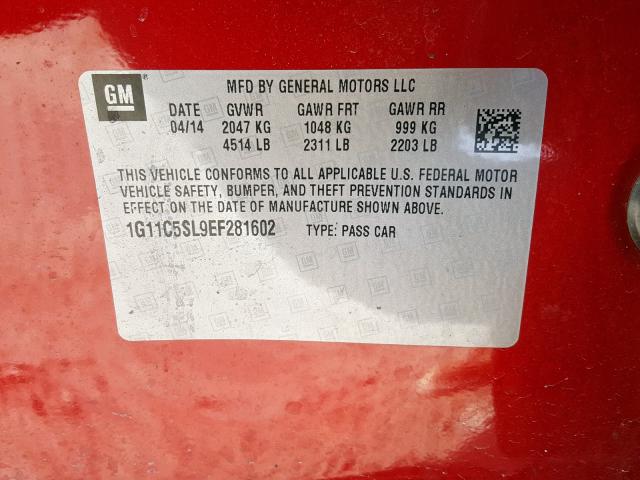 GM
MFD BY GENERAL MOTORS LLC
DATE GVWR GAWR FRT GAWR RR
04/14 2047 KG 1048 KG 999 KG
4514 LB 2311 LB 2203 LB
THIS VEHICLE CONFORMS TO ALL APPLICABLE U.S. FEDERAL MOTOR
VEHICLE SAFETY, BUMPER, AND THEFT PREVENTION STANDARDS IN
EFFECT ON THE DATE OF MANUFACTURE SHOWN ABOVE.
1G11C5SL9EF281602 TYPE: PASS CAR